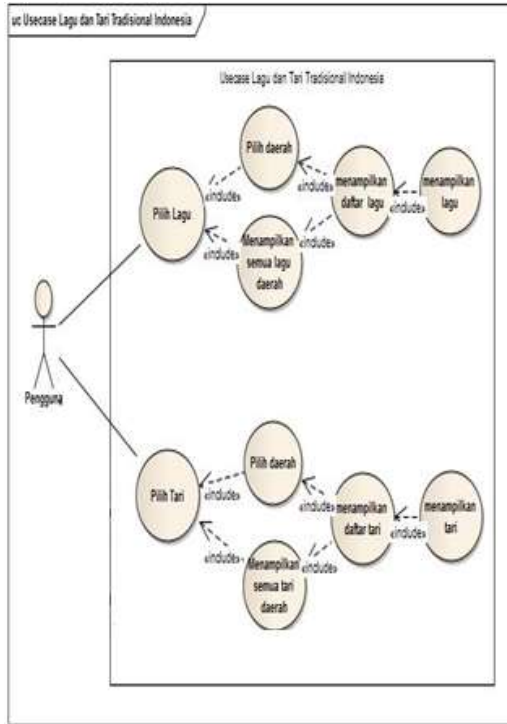 uc Usecase Lagu dan Tari Tradisional Indonesia
Usecase Lagu dan Tari Tradisional Indonesia
Pilih daerah
menampilkan
daftar lagu
menampilkan
lagu
«include»
«include»
«include»
Pilih Lagu
«include»
«include»
Menampilkan
semua lagu
daerah
Pengguna
Pilih daerah
Pilih Tari
«include»
«include»
menampilkan
daftar tari
menampilkan
tari
«include»
«include»
«include»
Menampilkan
semua tari
daerah